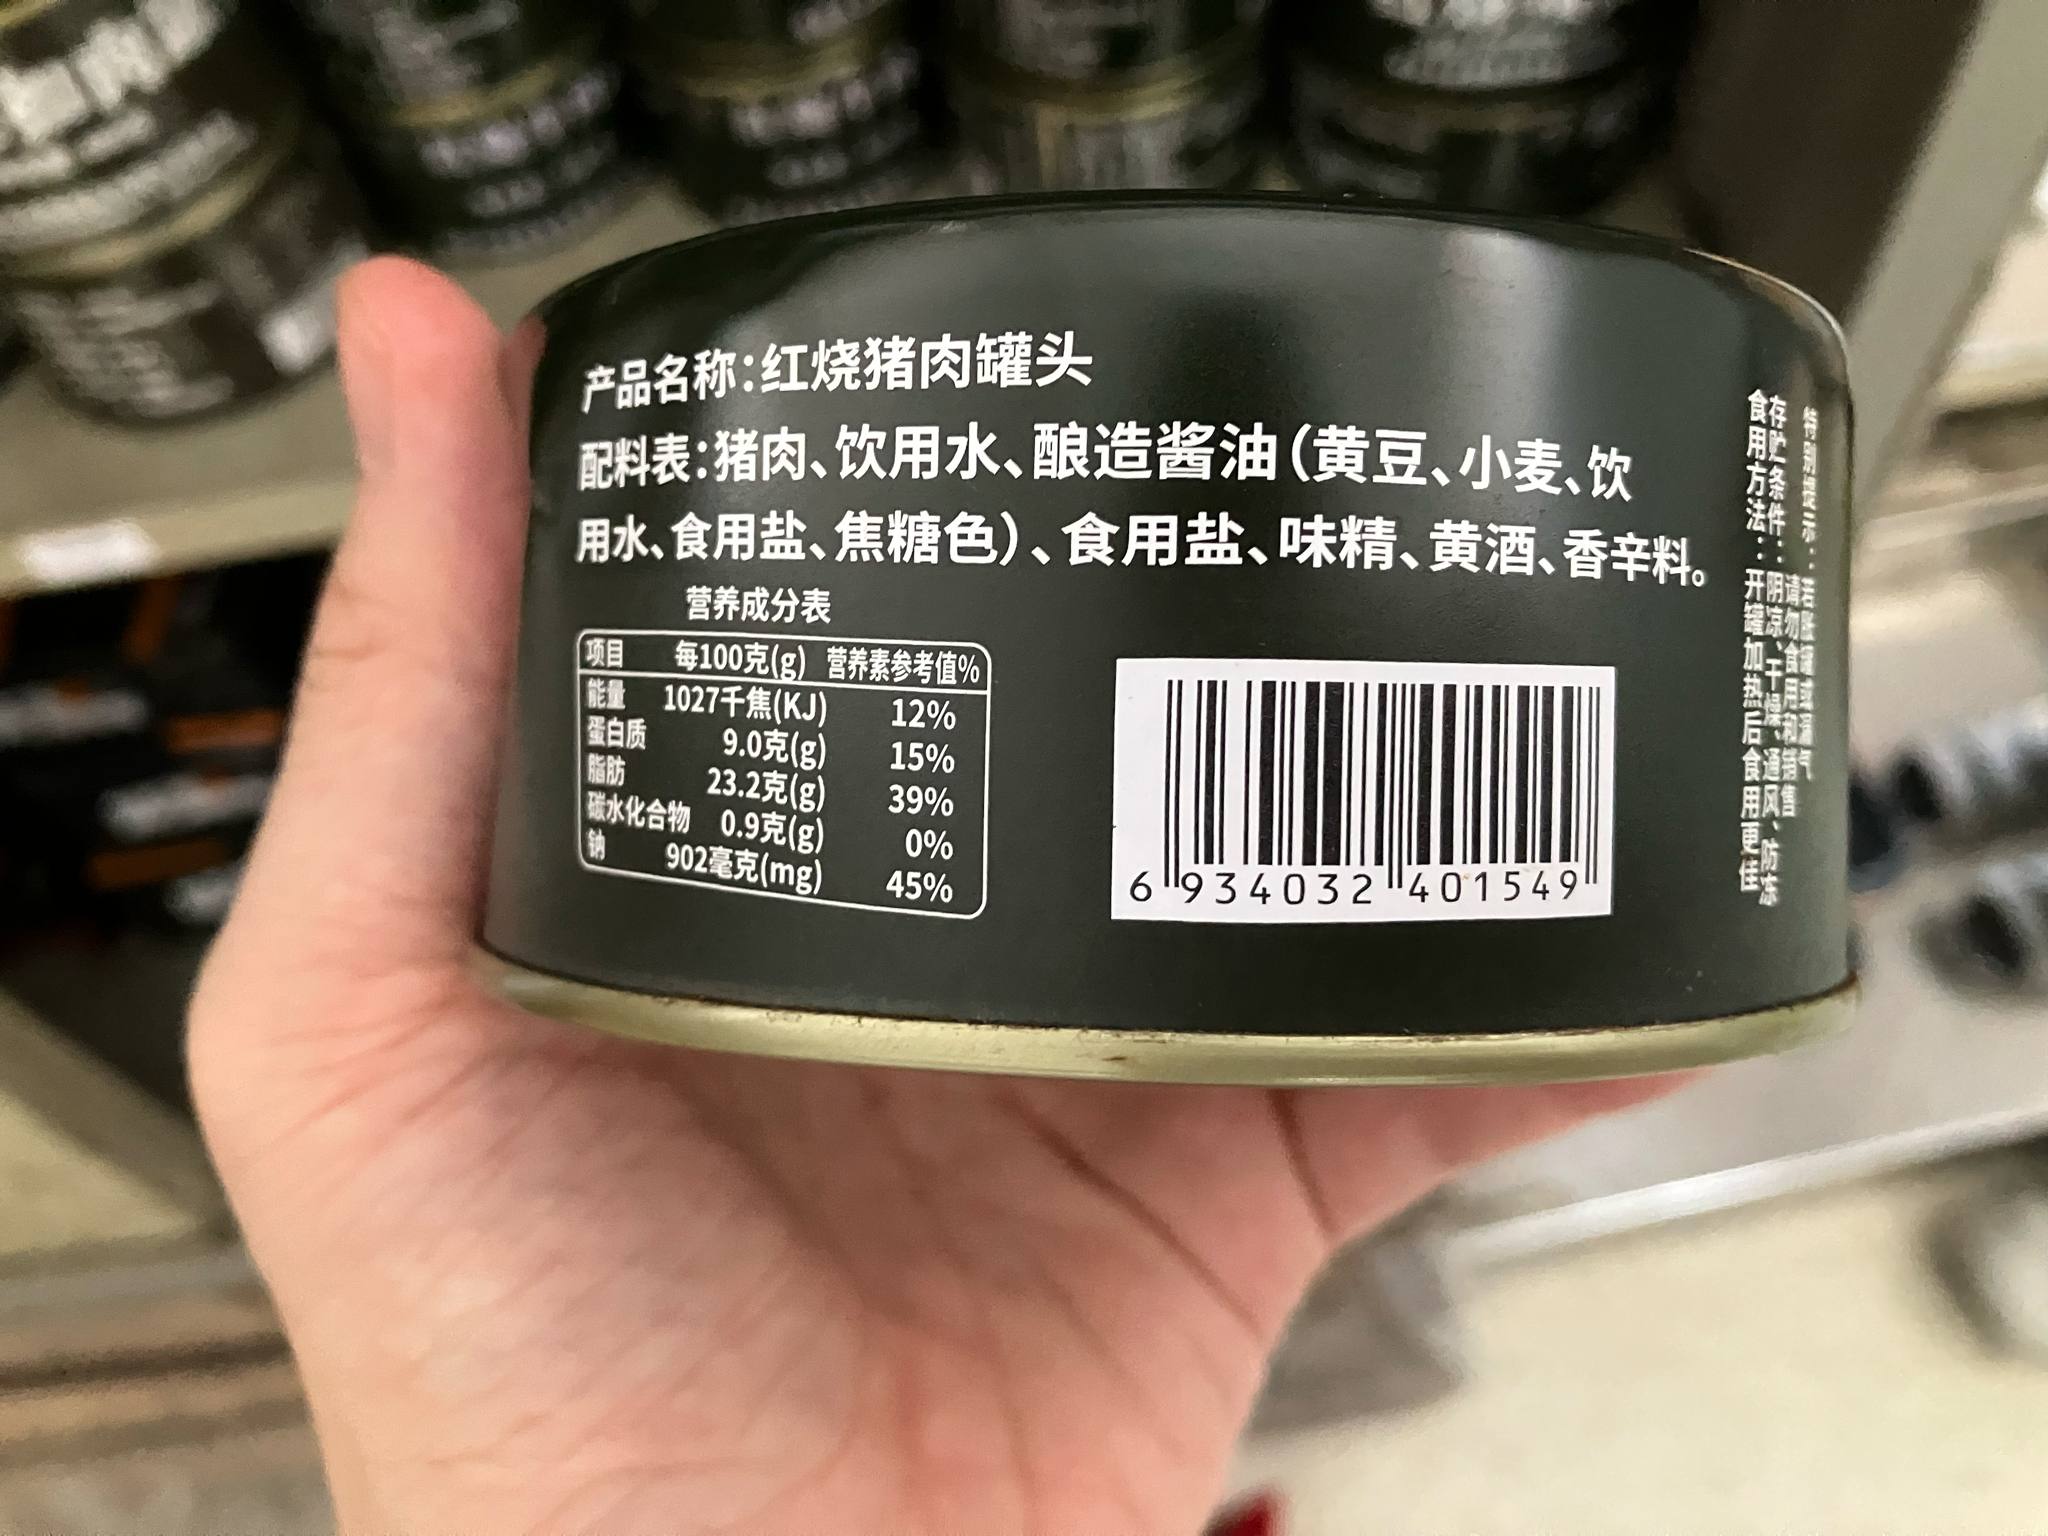 产品名称：红烧猪肉罐头
配料表：猪肉、饮用水、酿造酱油（黄豆、小麦、饮
用水、食用盐、焦糖色）、食用盐、味精、黄酒、香辛料。
营养成分表
项目 每100克(g) 营养素参考值%
能量 1027千焦(KJ) 12%
蛋白质 9.0克(g) 15%
脂肪 23.2克(g) 39%
碳水化合物 0.9克(g) 0%
钠 902毫克(mg) 45%
6 934032 401549
特别提示：若胀罐或漏气
请勿食用和销售
存贮条件：阴凉、干燥、通风、防冻
食用方法：开罐加热后食用更佳